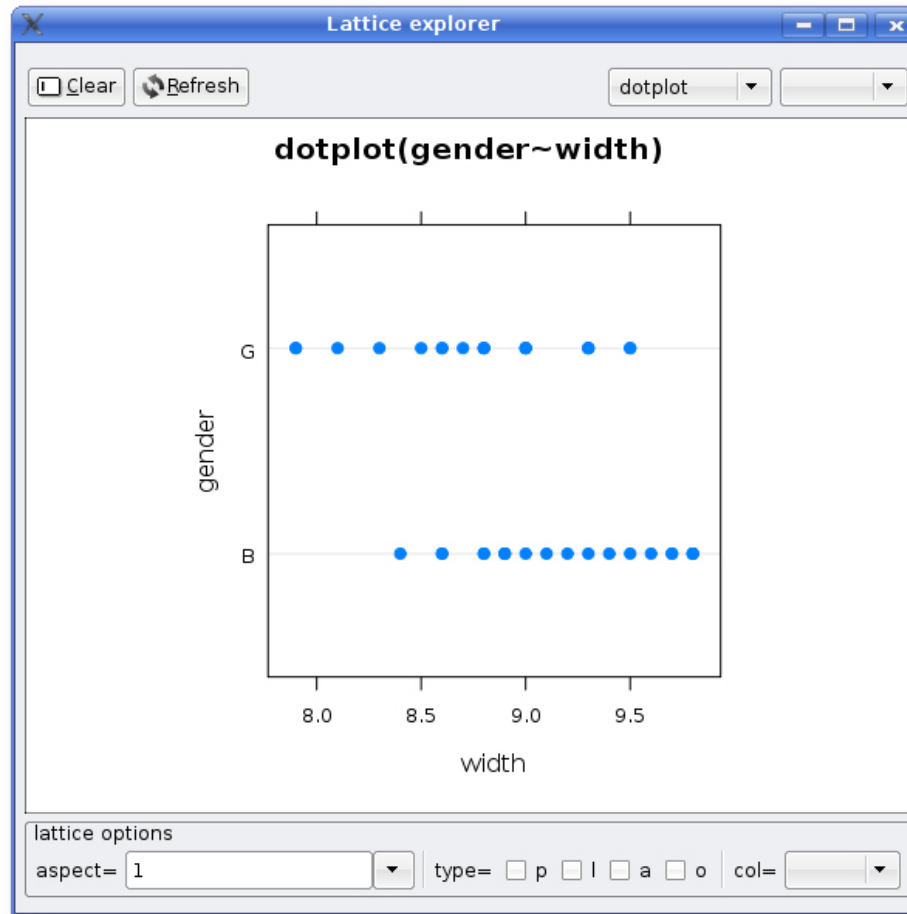 Lattice explorer
Clear Refresh dotplot
dotplot(gender~width)
G
gender
B
8.0 8.5 9.0 9.5
width
lattice options
aspect= 1 type= p l a o col=